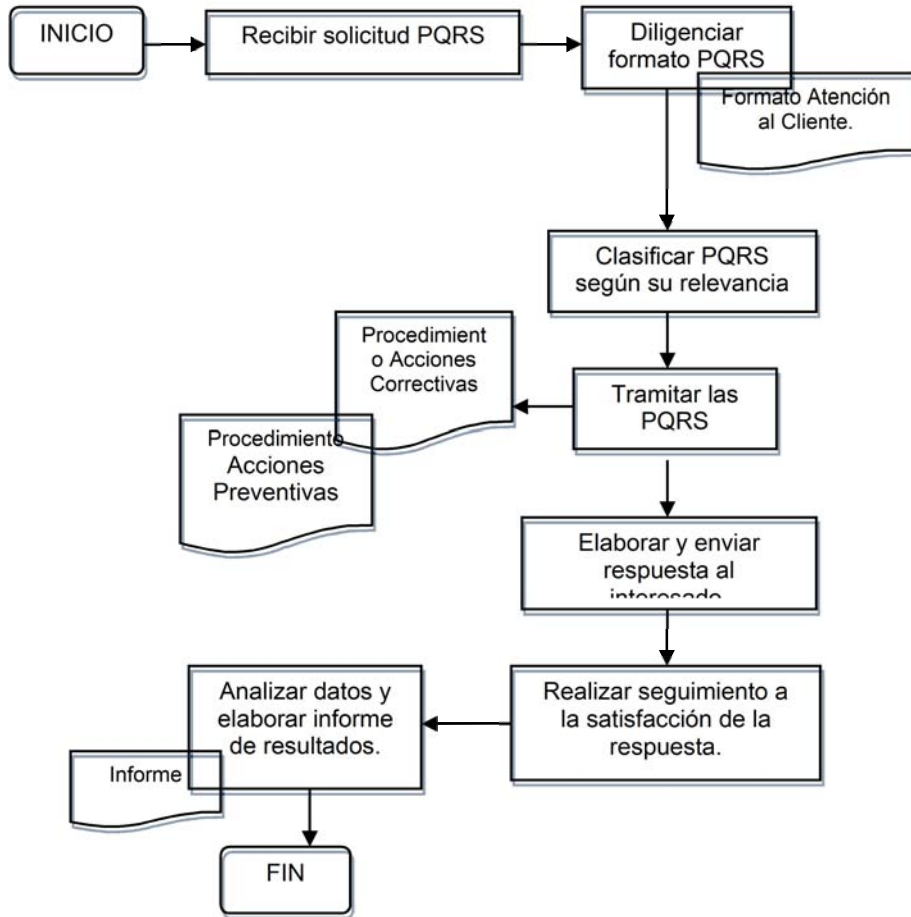 INICIO
Recibir solicitud PQRS
Diligenciar
formato PQRS
Formato Atención
al Cliente.
Clasificar PQRS
según su relevancia
Tramitar las
PQRS
Procedimient
o Acciones
Correctivas
Procedimiento
Acciones
Preventivas
Elaborar y enviar
respuesta al
interesado
Realizar seguimiento a
la satisfacción de la
respuesta.
Analizar datos y
elaborar informe
de resultados.
Informe
FIN